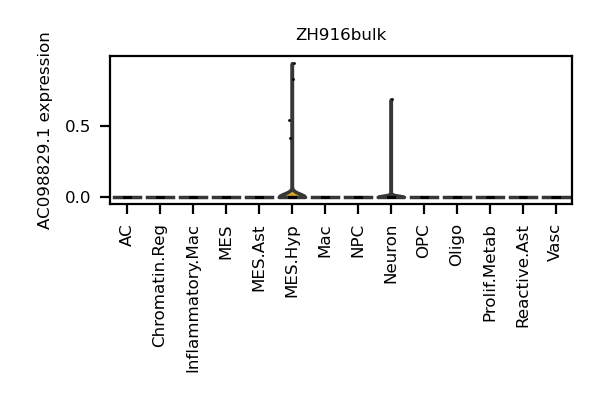 ZH916bulk
AC098829.1 expression
0.5
0.0
AC
Chromatin.Reg
Inflammatory.Mac
MES
MES.Ast
MES.Hyp
Mac
NPC
Neuron
OPC
Oligo
Prolif.Metab
Reactive.Ast
Vasc